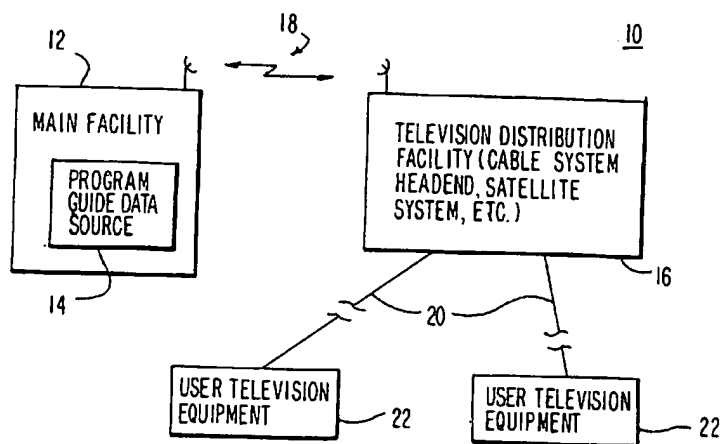 18
10
12
MAIN FACILITY
PROGRAM
GUIDE DATA
SOURCE
14
TELEVISION DISTRIBUTION
FACILITY (CABLE SYSTEM
HEADEND, SATELLITE
SYSTEM, ETC.)
16
20
USER TELEVISION
EQUIPMENT
22
USER TELEVISION
EQUIPMENT
22